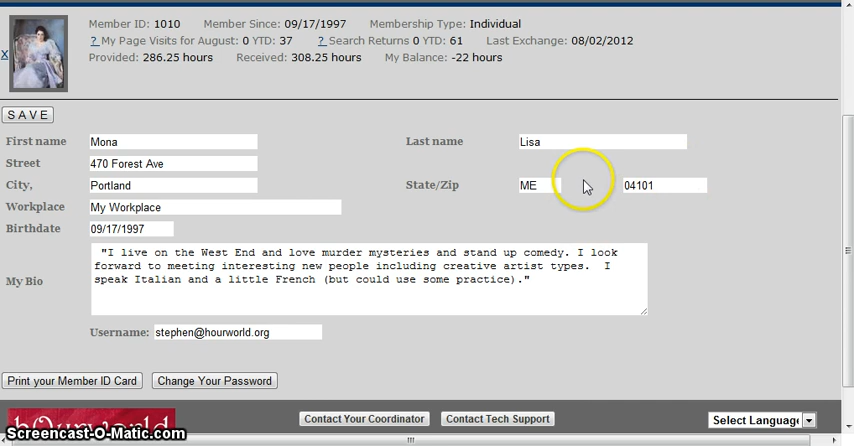 Member ID: 1010 Member Since: 09/17/1997 Membership Type: Individual
? My Page Visits for August: 0 YTD: 37 ? Search Returns 0 YTD: 61 Last Exchange: 08/02/2012
X
Provided: 286.25 hours Received: 308.25 hours My Balance: -22 hours
S A V E
First name Mona Last name Lisa
Street 470 Forest Ave
City, Portland State/Zip ME 04101
Workplace My Workplace
Birthdate 09/17/1997
"I live on the West End and love murder mysteries and stand up comedy. I look
forward to meeting interesting new people including creative artist types. I
My Bio speak Italian and a little French (but could use some practice)."
Username: stephen@hourworld.org
Print your Member ID Card Change Your Password
hOurworld Contact Your Coordinator Contact Tech Support Select Language
Screencast-O-Matic.com